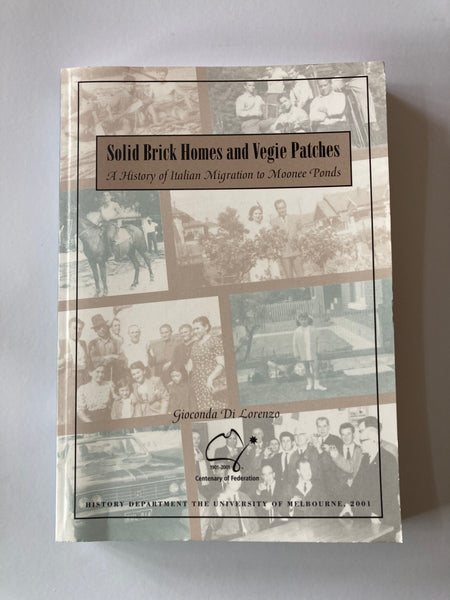 Solid Brick Homes and Vegie Patches
A History of Italian Migration to Moonee Ponds
Gioconda Di Lorenzo
1901-2001
Centenary of Federation
HISTORY DEPARTMENT THE UNIVERSITY OF MELBOURNE, 2001